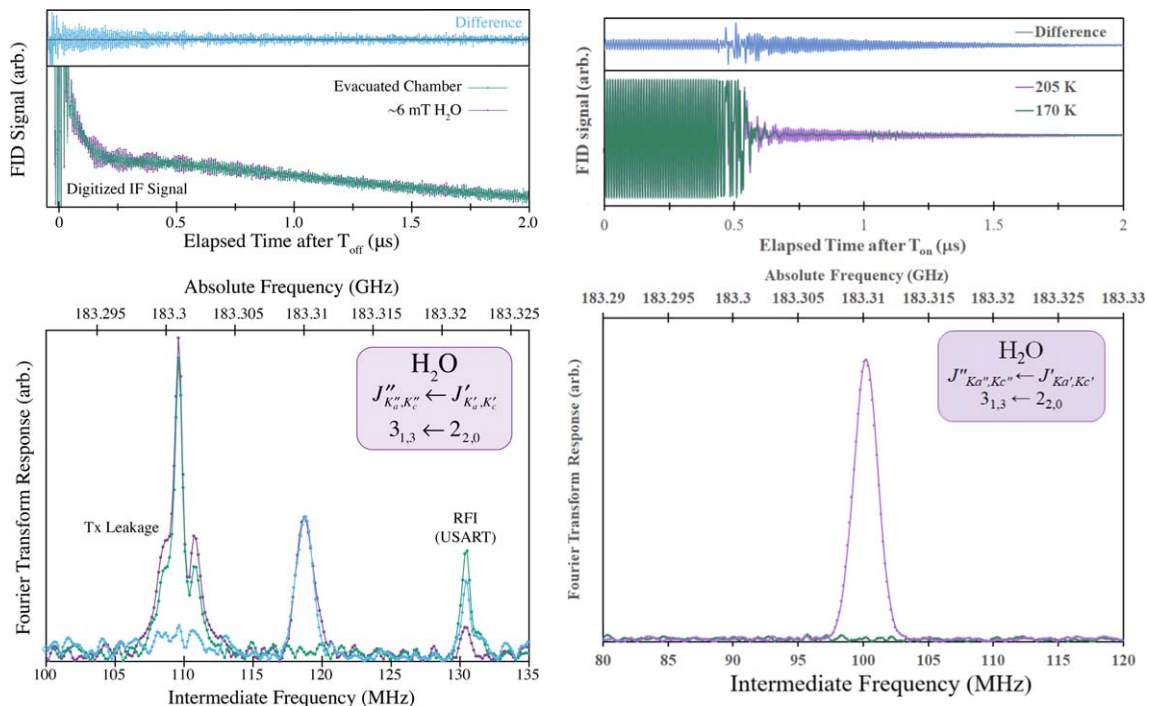 Difference
FID Signal (arb.)
Evacuated Chamber
~6 mT H₂O
Digitized IF Signal
0 0.5 1.0 1.5 2.0
Elapsed Time after T_off (μs)
Difference
FID signal (arb.)
205 K
170 K
0 0.5 1 1.5 2
Elapsed Time after T_on (μs)
Absolute Frequency (GHz)
183.295 183.3 183.305 183.31 183.315 183.32 183.325
Fourier Transform Response (arb.)
H₂O
J″_{K″a,K″c} ← J′_{K′a,K′c}
3₁,₃ ← 2₂,₀
Tx Leakage
RFI
(USART)
100 105 110 115 120 125 130 135
Intermediate Frequency (MHz)
Absolute Frequency (GHz)
183.29 183.295 183.3 183.305 183.31 183.315 183.32 183.325 183.33
Fourier Transform Response (arb.)
H₂O
J″_{Ka″,Kc″} ← J′_{Ka′,Kc′}
3₁,₃ ← 2₂,₀
80 85 90 95 100 105 110 115 120
Intermediate Frequency (MHz)